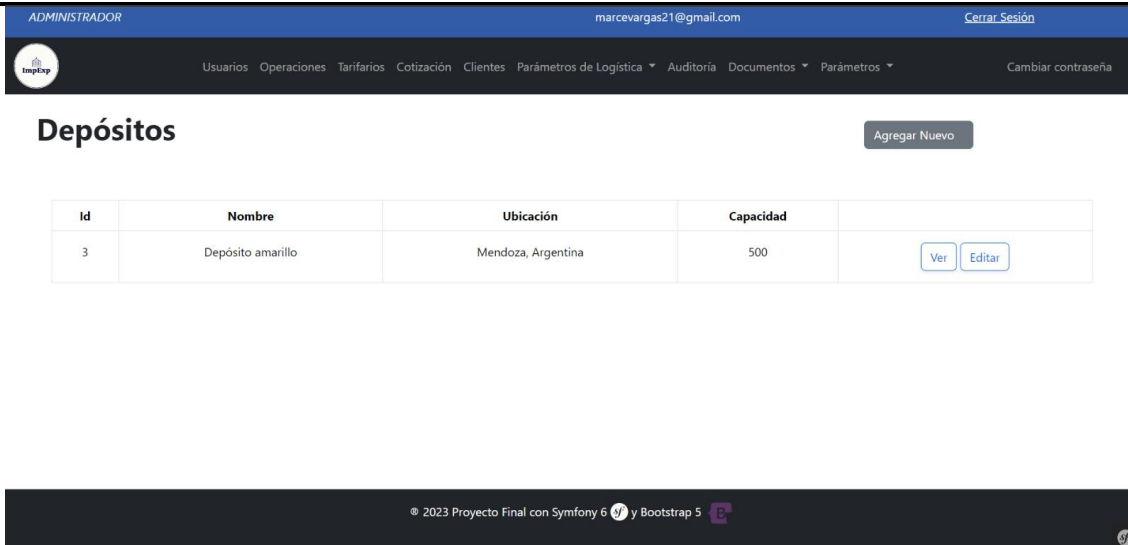 ADMINISTRADOR marcevargas21@gmail.com Cerrar Sesión
ImpExp Usuarios Operaciones Tarifarios Cotización Clientes Parámetros de Logística Auditoría Documentos Parámetros Cambiar contraseña
Depósitos Agregar Nuevo
Id Nombre Ubicación Capacidad
3 Depósito amarillo Mendoza, Argentina 500 Ver Editar
® 2023 Proyecto Final con Symfony 6 sf y Bootstrap 5 B
sf